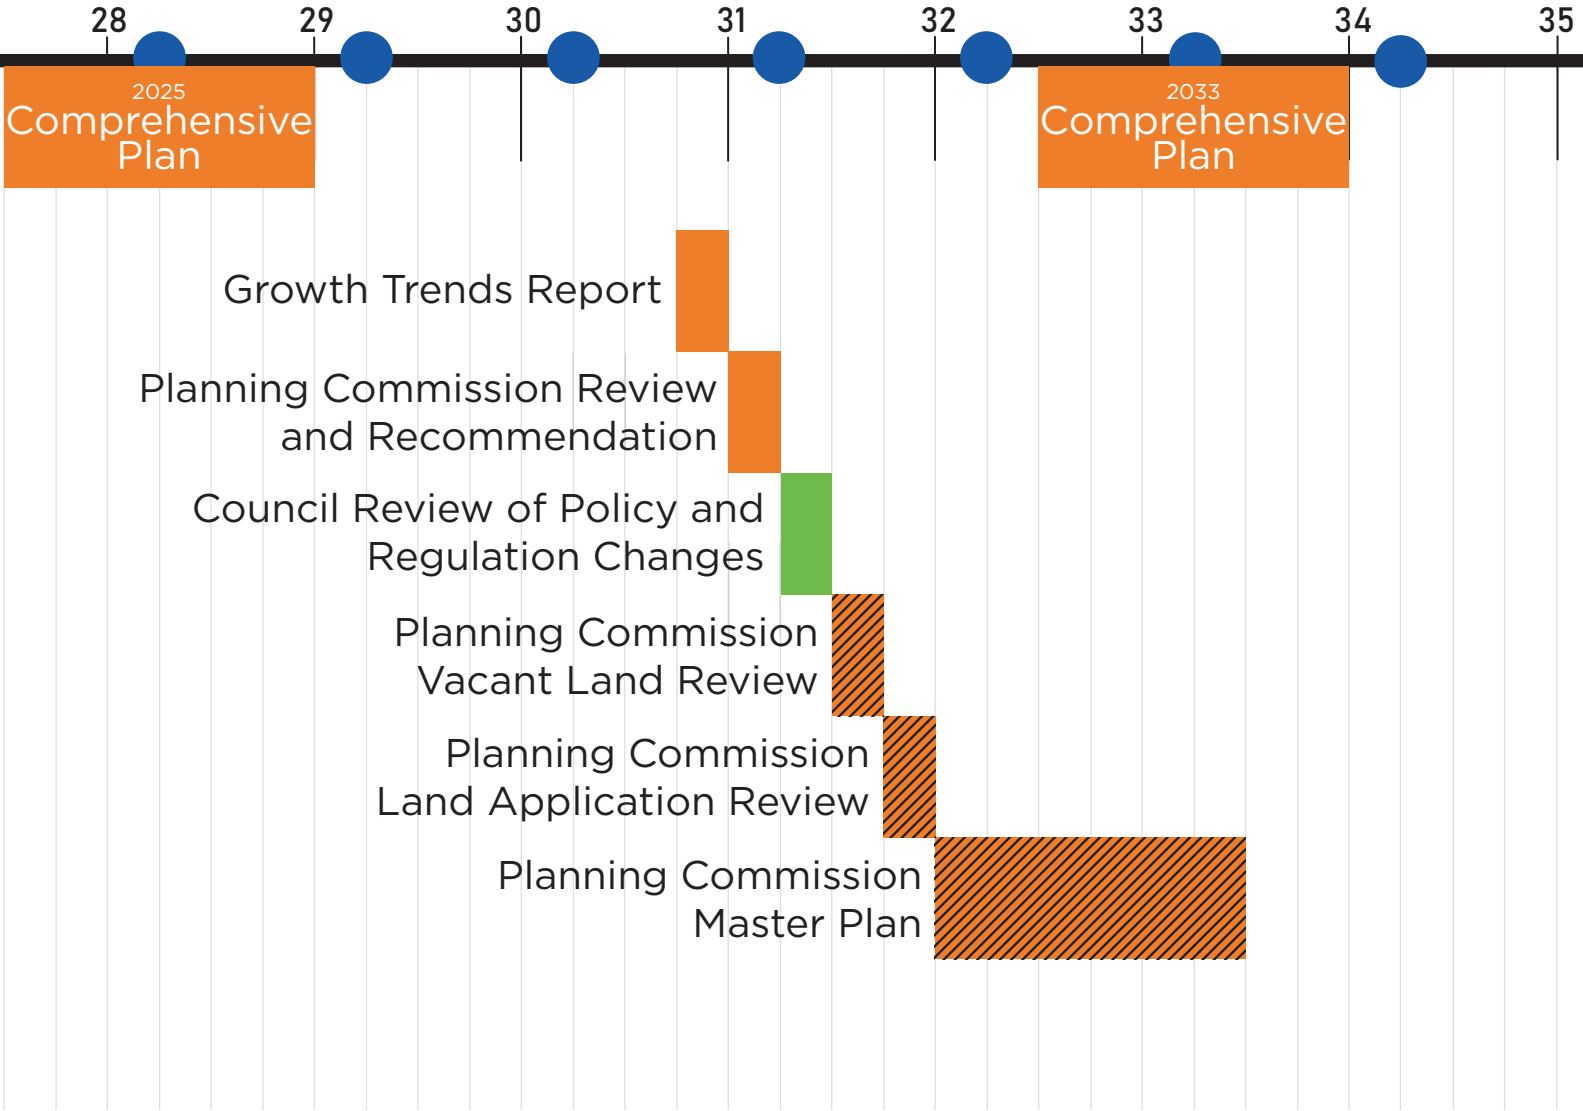 28 29 30 31 32 33 34 35
2025
Comprehensive
Plan
2033
Comprehensive
Plan
Growth Trends Report
Planning Commission Review
and Recommendation
Council Review of Policy and
Regulation Changes
Planning Commission
Vacant Land Review
Planning Commission
Land Application Review
Planning Commission
Master Plan